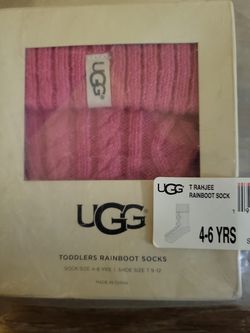 UGG
UGG
TODDLERS RAINBOOT SOCKS
SOCK SIZE 4-6 YRS | SHOE SIZE T 9-12
MADE IN CHINA
UGG
T RAHJEE
RAINBOOT SOCK
4-6 YRS